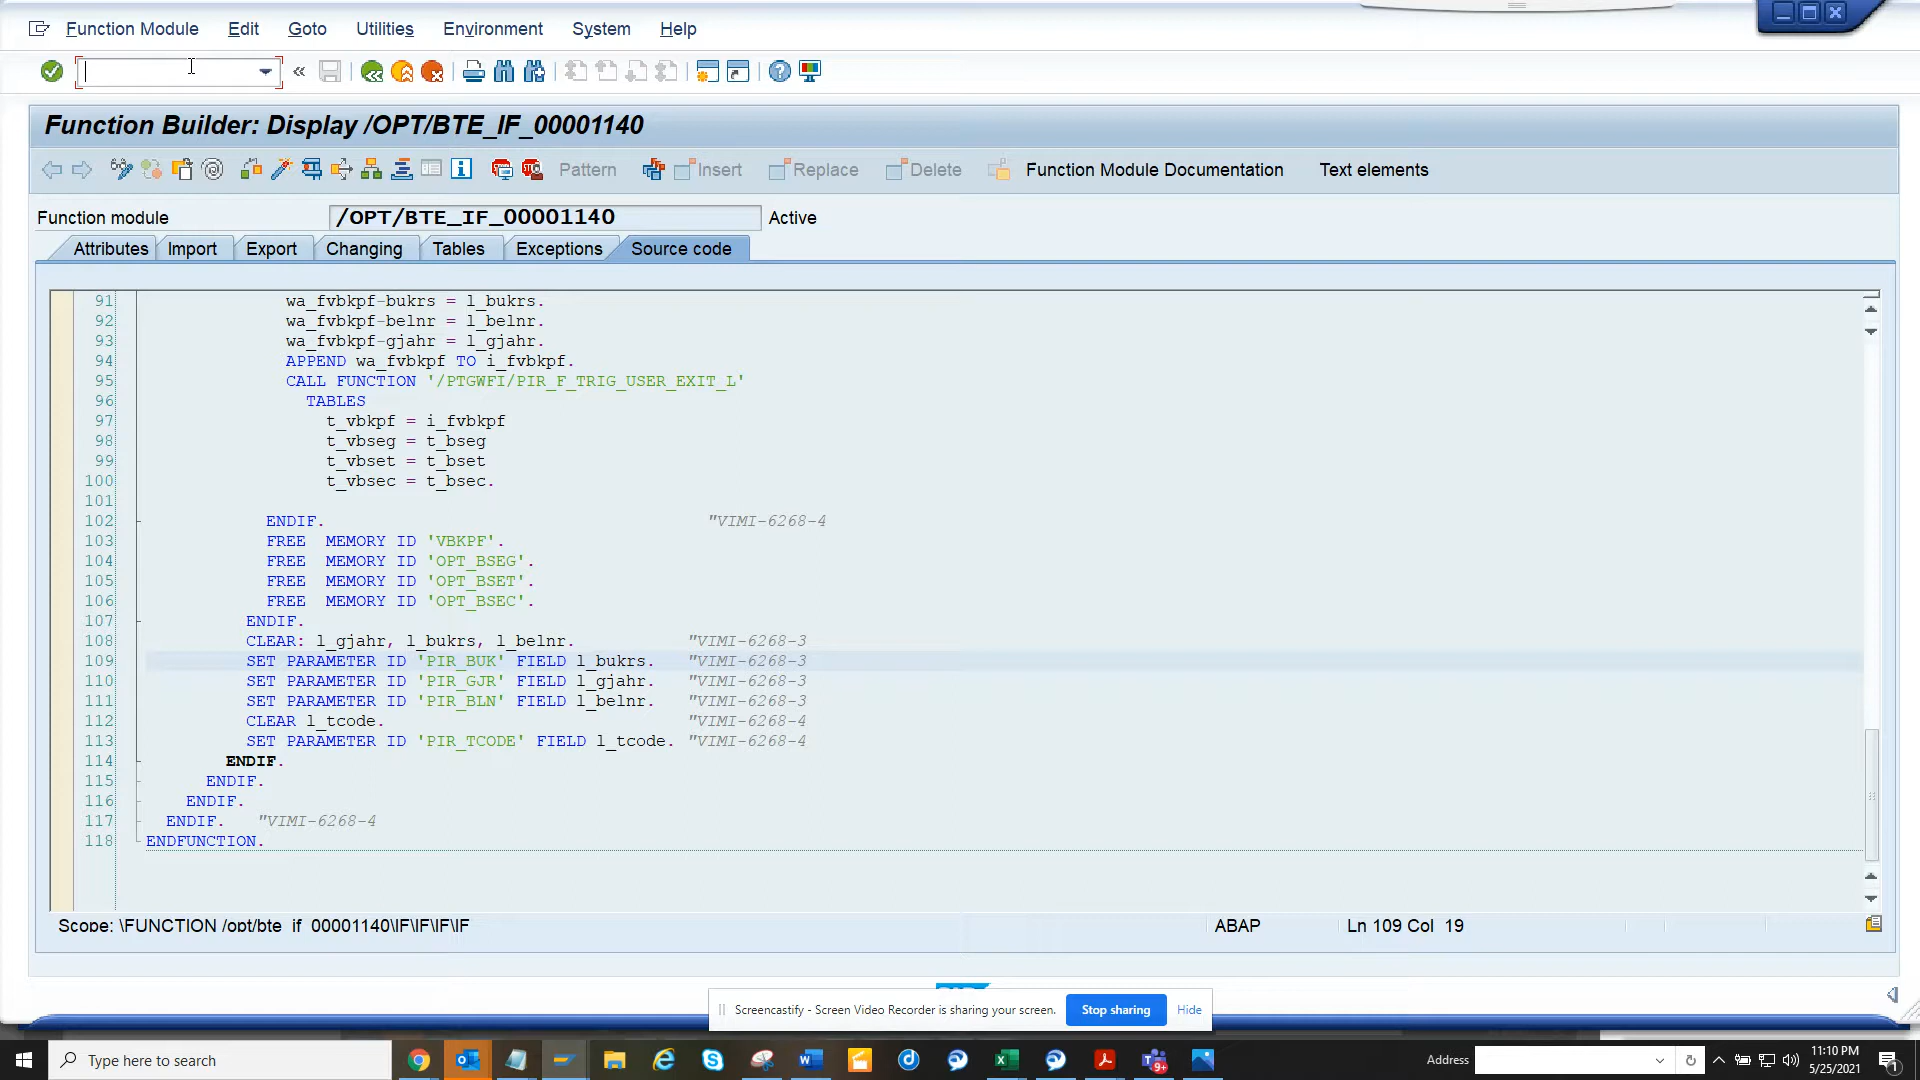 Function Module Edit Goto Utilities Environment System Help
Function Builder: Display /OPT/BTE_IF_00001140
Pattern Insert Replace Delete Function Module Documentation Text elements
Function module /OPT/BTE_IF_00001140 Active
Attributes Import Export Changing Tables Exceptions Source code
91 wa_fvbkpf-bukrs = l_bukrs.
92 wa_fvbkpf-belnr = l_belnr.
93 wa_fvbkpf-gjahr = l_gjahr.
94 APPEND wa_fvbkpf TO i_fvbkpf.
95 CALL FUNCTION '/PTGWFI/PIR_F_TRIG_USER_EXIT_L'
96 TABLES
97 t_vbkpf = i_fvbkpf
98 t_vbseg = t_bseg
99 t_vbset = t_bset
100 t_vbsec = t_bsec.
101
102 ENDIF. "VIMI-6268-4
103 FREE MEMORY ID 'VBKPF'.
104 FREE MEMORY ID 'OPT_BSEG'.
105 FREE MEMORY ID 'OPT_BSET'.
106 FREE MEMORY ID 'OPT_BSEC'.
107 ENDIF.
108 CLEAR: l_gjahr, l_bukrs, l_belnr. "VIMI-6268-3
109 SET PARAMETER ID 'PIR_BUK' FIELD l_bukrs. "VIMI-6268-3
110 SET PARAMETER ID 'PIR_GJR' FIELD l_gjahr. "VIMI-6268-3
111 SET PARAMETER ID 'PIR_BLN' FIELD l_belnr. "VIMI-6268-3
112 CLEAR l_tcode. "VIMI-6268-4
113 SET PARAMETER ID 'PIR_TCODE' FIELD l_tcode. "VIMI-6268-4
114 ENDIF.
115 ENDIF.
116 ENDIF.
117 ENDIF. "VIMI-6268-4
118 ENDFUNCTION.
Scope: \FUNCTION /opt/bte_if_00001140\IF\IF\IF\IF ABAP Ln 109 Col 19
Screencastify - Screen Video Recorder is sharing your screen. Stop sharing Hide
Type here to search Address 11:10 PM
5/25/2021